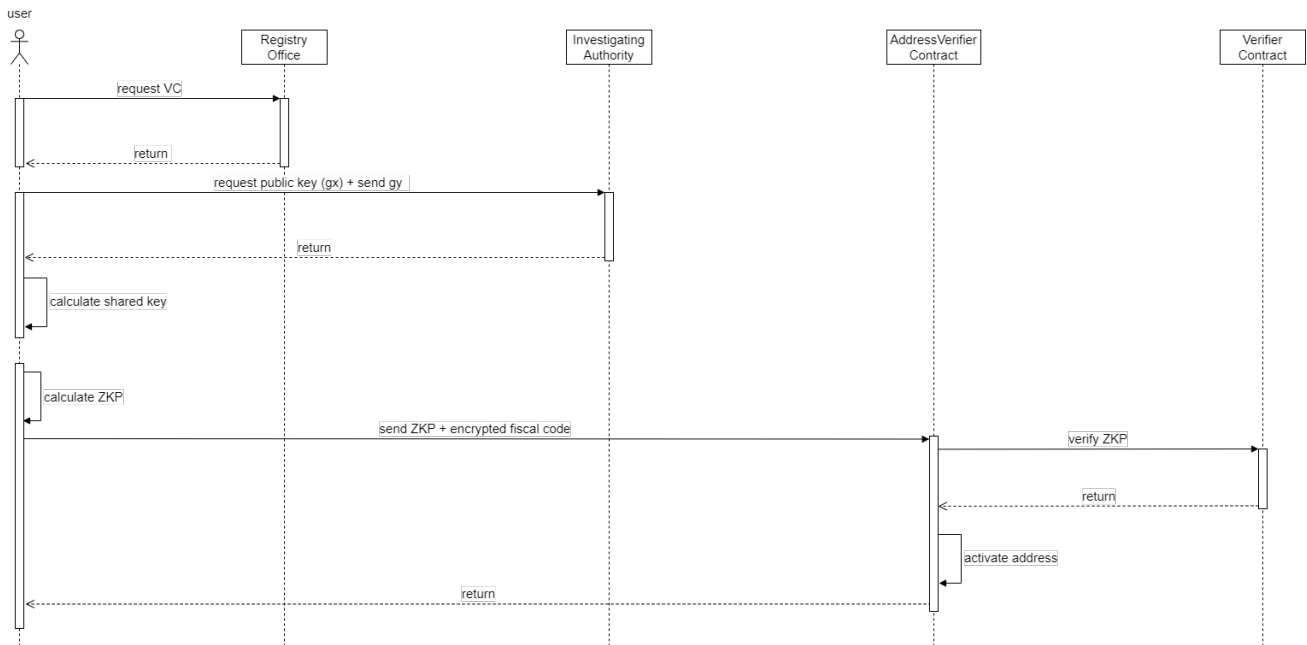 user
Registry
Office
Investigating
Authority
AddressVerifier
Contract
Verifier
Contract
request VC
return
request public key (gx) + send gy
return
calculate shared key
calculate ZKP
send ZKP + encrypted fiscal code
verify ZKP
return
activate address
return